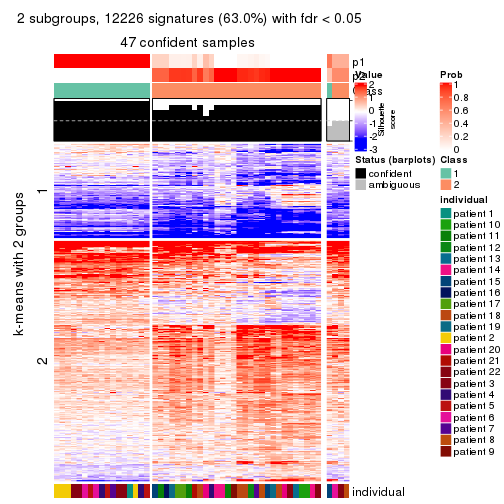 2 subgroups, 12226 signatures (63.0%) with fdr < 0.05
47 confident samples
p1
p2
Class
Silhouette score
k-means with 2 groups
1
2
individual
Value
2
1
0
-1
-2
-3
Status (barplots)
confident
ambiguous
Prob
1
0.8
0.6
0.4
0.2
0
Class
1
2
individual
patient 1
patient 10
patient 11
patient 12
patient 13
patient 14
patient 15
patient 16
patient 17
patient 18
patient 19
patient 2
patient 20
patient 21
patient 22
patient 3
patient 4
patient 5
patient 6
patient 7
patient 8
patient 9